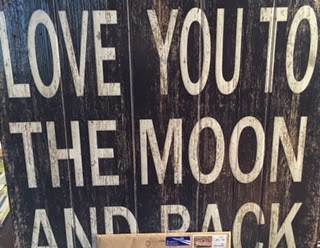 LOVE YOU TO
THE MOON
AND BACK